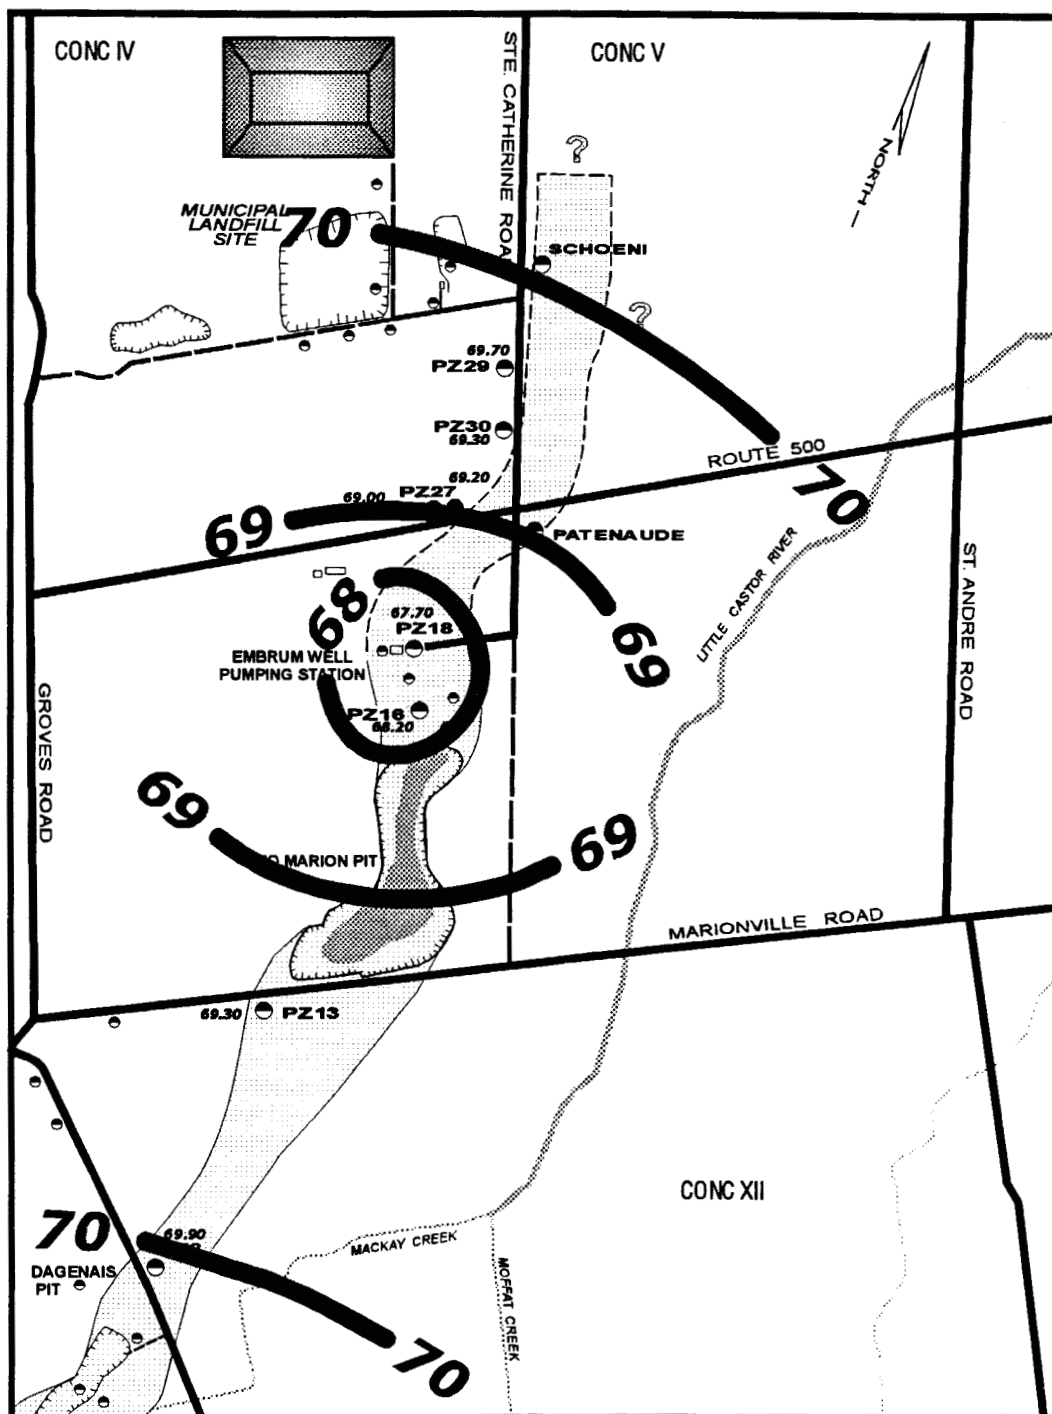 CONC IV
STE. CATHERINE ROAD
CONC V
NORTH
?
MUNICIPAL
LANDFILL
SITE
70
SCHOENI
?
69.70
PZ29
PZ30
69.30
ROUTE 500
70
69.20
PZ27
69.00
69
PATENAUDE
LITTLE CASTOR RIVER
ST. ANDRE ROAD
68
67.70
PZ18
EMBRUM WELL
PUMPING STATION
69
PZ16
68.20
GROVES ROAD
69
MARION PIT
69
MARIONVILLE ROAD
69.30
PZ13
CONC XII
70
69.90
MACKAY CREEK
MOFFAT CREEK
DAGENAIS
PIT
70